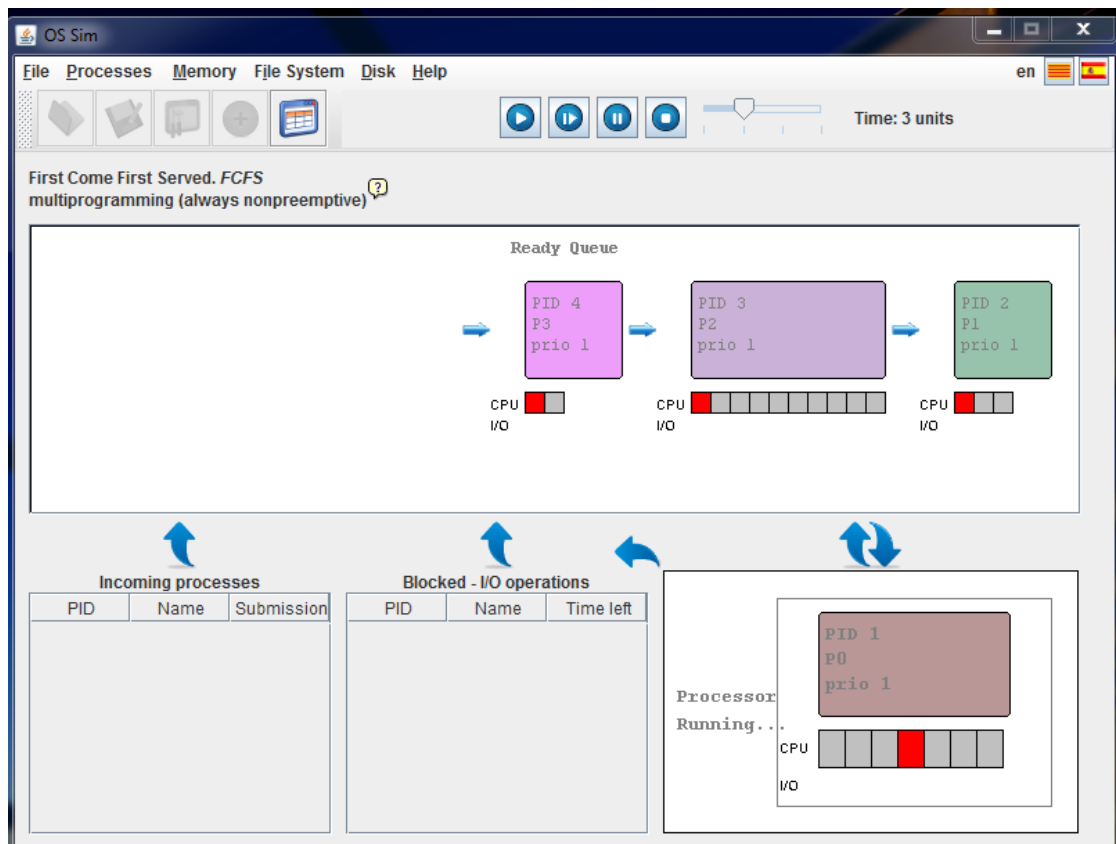 OS Sim
File Processes Memory File System Disk Help en
Time: 3 units
First Come First Served. FCFS
multiprogramming (always nonpreemptive) ?
Ready Queue
PID 4
P3
prio 1
CPU
I/O
PID 3
P2
prio 1
CPU
I/O
PID 2
P1
prio 1
CPU
I/O
Incoming processes
PID Name Submission
Blocked - I/O operations
PID Name Time left
Processor
Running...
PID 1
P0
prio 1
CPU
I/O